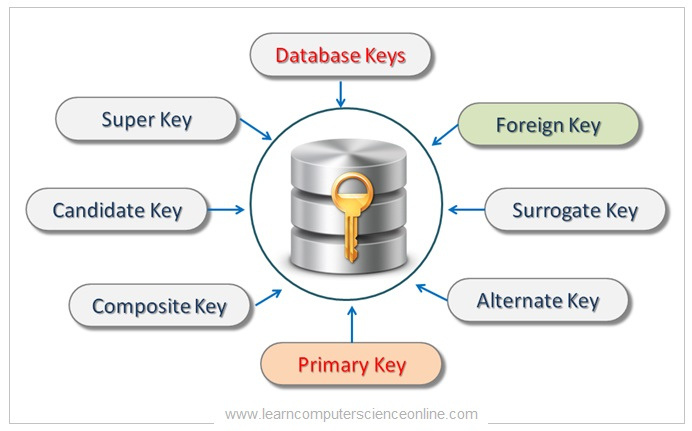 Database Keys
Super Key
Foreign Key
Candidate Key
Surrogate Key
Composite Key
Alternate Key
Primary Key
www.learncomputerscienceonline.com